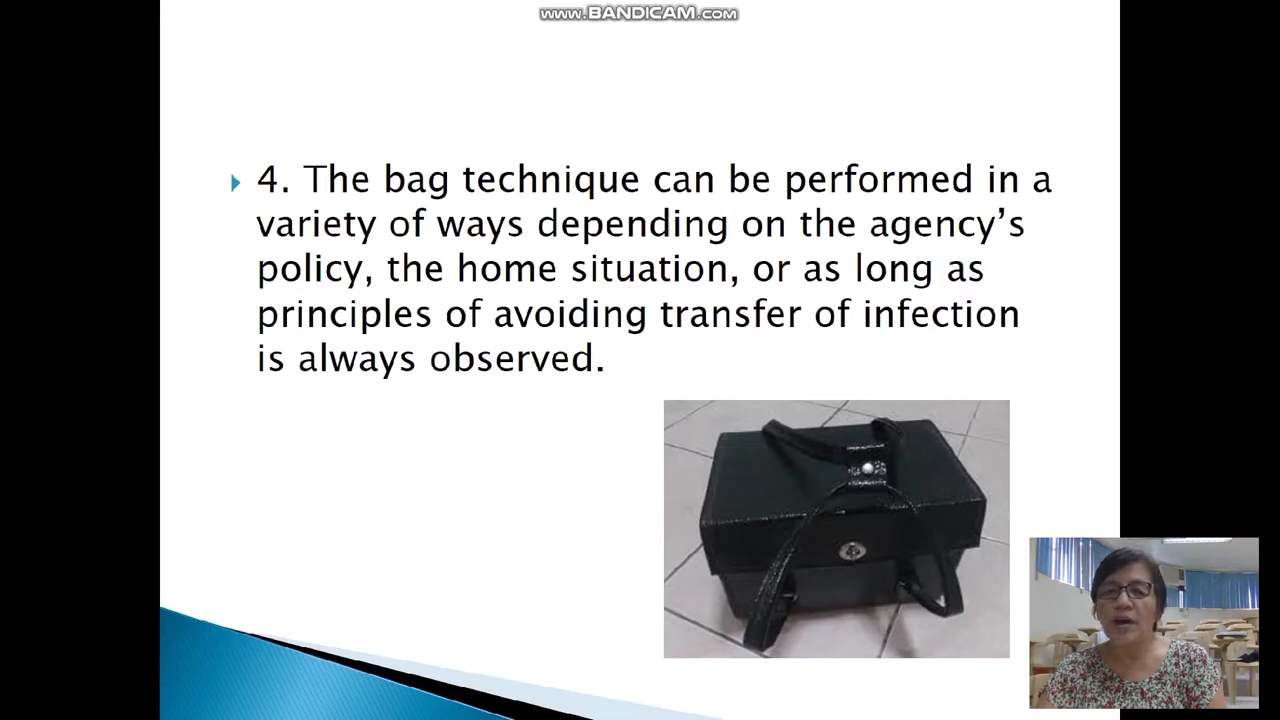 www.BANDICAM.com
4. The bag technique can be performed in a
variety of ways depending on the agency’s
policy, the home situation, or as long as
principles of avoiding transfer of infection
is always observed.